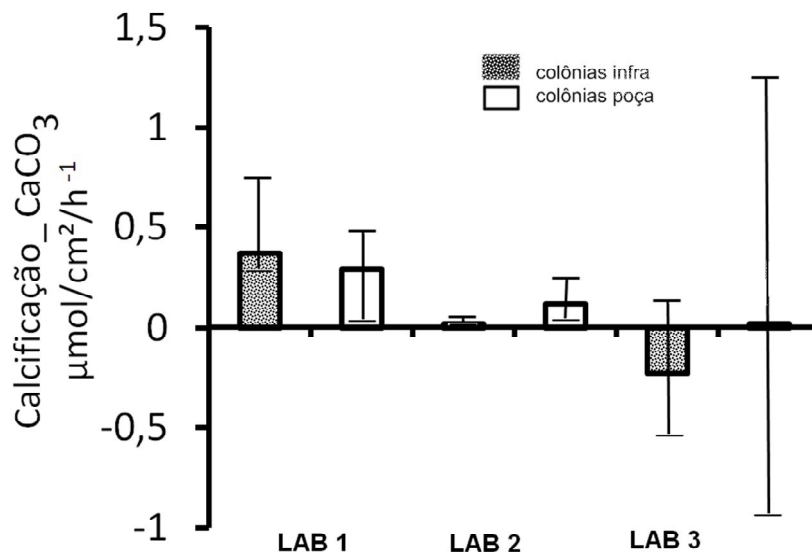 1,5
1
0,5
0
-0,5
-1
Calcificação_CaCO₃
µmol/cm²/h⁻¹
colônias infra
colônias poça
LAB 1
LAB 2
LAB 3